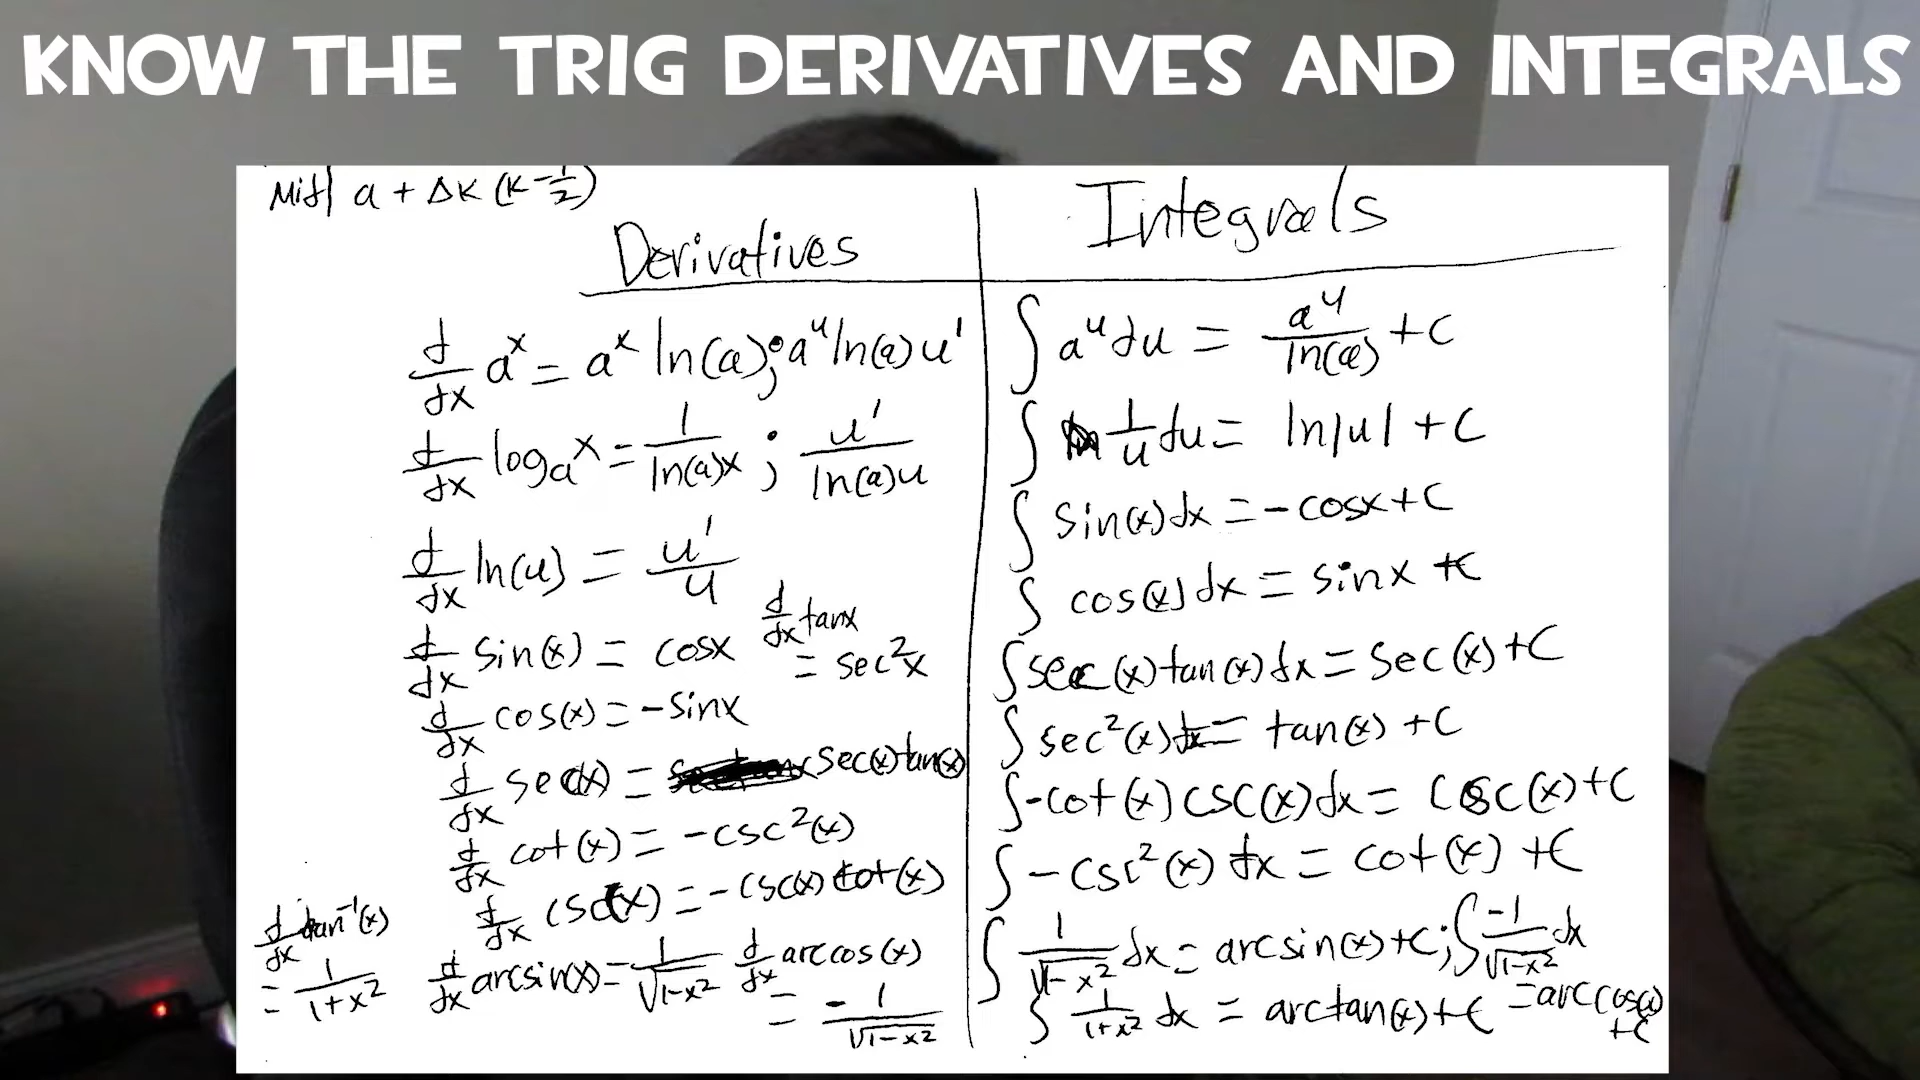 KNOW THE TRIG DERIVATIVES AND INTEGRALS
Mid| a + Δx (k - 1/2)
Derivatives
d/dx a^x = a^x ln(a); a^u ln(a) u'
d/dx log_a x = 1/(ln(a)x) ; u'/(ln(a)u)
d/dx ln(u) = u'/u
d/dx tanx
= sec²x
d/dx sin(x) = cosx
d/dx cos(x) = -sinx
d/dx sec(x) = sec(x)tan(x)
d/dx cot(x) = -csc²(x)
d/dx csc(x) = -csc(x)cot(x)
d/dx tan⁻¹(x)
= 1/(1+x²)
d/dx arcsin(x) = 1/√(1-x²)
d/dx arccos(x)
= -1/√(1-x²)
Integrals
∫ a^u du = a^u/ln(a) + C
∫ 1/u du = ln|u| + C
∫ sin(x)dx = -cosx + C
∫ cos(x)dx = sinx + C
∫ sec(x)tan(x)dx = sec(x) + C
∫ sec²(x)dx = tan(x) + C
∫ -cot(x)csc(x)dx = csc(x) + C
∫ -csc²(x)dx = cot(x) + C
∫ 1/√(1-x²) dx = arcsin(x) + C; ∫ -1/√(1-x²) dx
= arccos(x)
+C
∫ 1/(1+x²) dx = arctan(x) + C